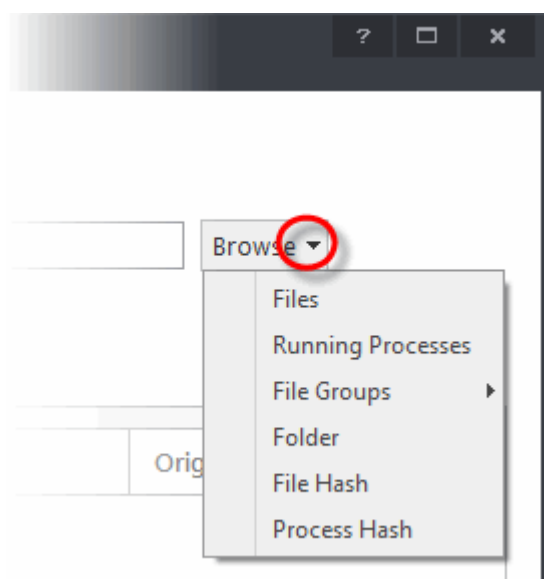 ?
Browse
Files
Running Processes
File Groups
Folder
Orig
File Hash
Process Hash